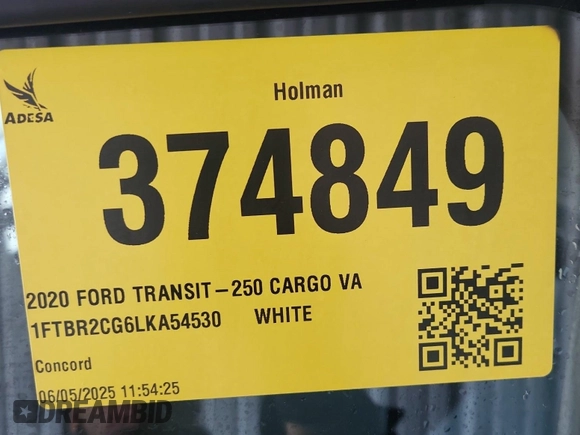 ADESA
Holman
374849
2020 FORD TRANSIT-250 CARGO VA
1FTBR2CG6LKA54530 WHITE
Concord
06/05/2025 11:54:25
DREAMBID